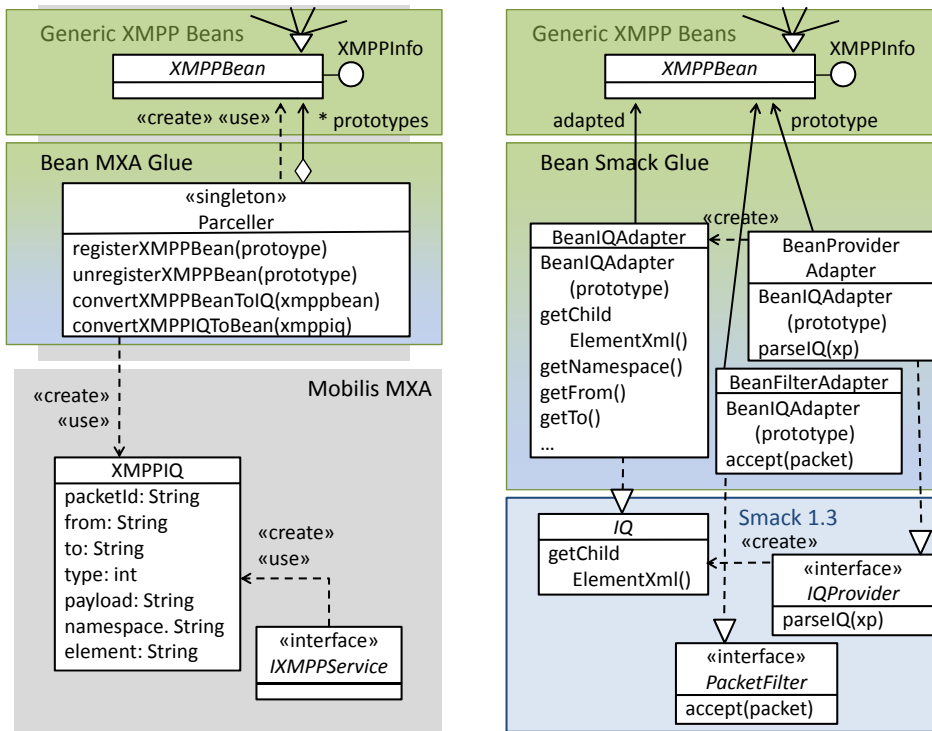 Generic XMPP Beans
XMPPInfo
XMPPBean
«create» «use»
* prototypes
Bean MXA Glue
«singleton»
Parceller
registerXMPPBean(protoype)
unregisterXMPPBean(prototype)
convertXMPPBeanToIQ(xmppbean)
convertXMPPIQToBean(xmppiq)
Mobilis MXA
«create»
«use»
XMPPIQ
packetId: String
from: String
to: String
type: int
payload: String
namespace. String
element: String
«create»
«use»
«interface»
IXMPPService
Generic XMPP Beans
XMPPInfo
XMPPBean
adapted
prototype
Bean Smack Glue
«create»
BeanIQAdapter
BeanIQAdapter
(prototype)
getChild
ElementXml()
getNamespace()
getFrom()
getTo()
...
BeanProvider
Adapter
BeanIQAdapter
(prototype)
parseIQ(xp)
BeanFilterAdapter
BeanIQAdapter
(prototype)
accept(packet)
Smack 1.3
«create»
IQ
getChild
ElementXml()
«interface»
IQProvider
parseIQ(xp)
«interface»
PacketFilter
accept(packet)